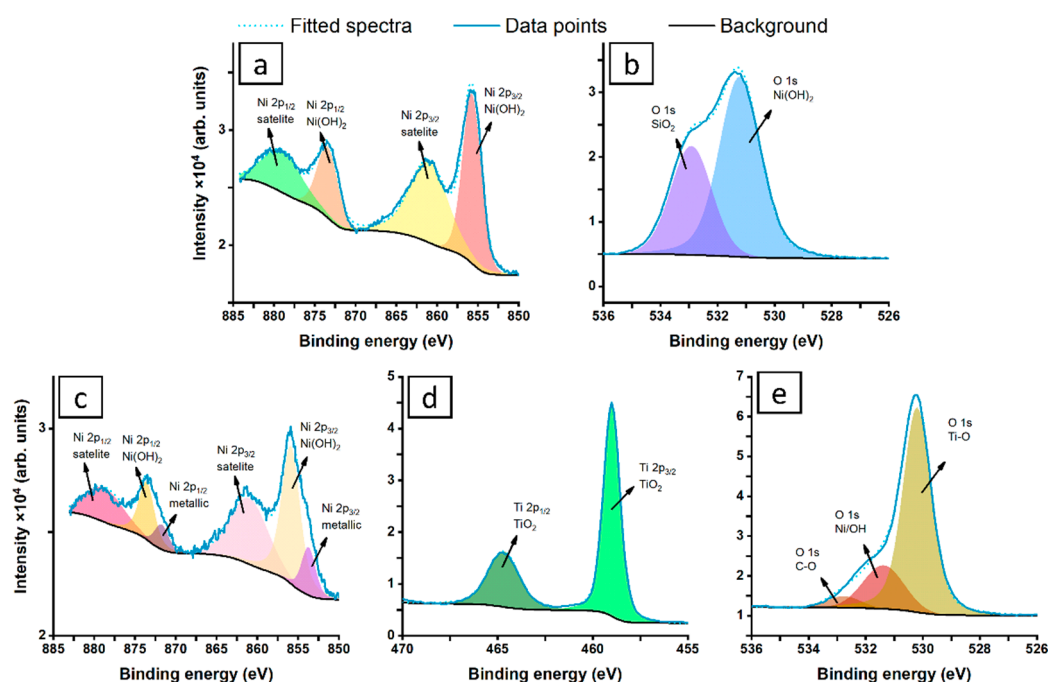 Fitted spectra Data points Background
a
Ni 2p1/2
satelite
Ni 2p1/2
Ni(OH)2
Ni 2p3/2
satelite
Ni 2p3/2
Ni(OH)2
Intensity ×10⁴ (arb. units)
3
2
885 880 875 870 865 860 855 850
Binding energy (eV)
b
O 1s
SiO2
O 1s
Ni(OH)2
3
2
1
0
536 534 532 530 528 526
Binding energy (eV)
c
Ni 2p1/2
satelite
Ni 2p1/2
Ni(OH)2
Ni 2p1/2
metallic
Ni 2p3/2
satelite
Ni 2p3/2
Ni(OH)2
Ni 2p3/2
metallic
Intensity ×10⁴ (arb. units)
3
2
880 875 870 865 860 855 850
Binding energy (eV)
d
Ti 2p1/2
TiO2
Ti 2p3/2
TiO2
5
4
3
2
1
0
470 465 460 455
Binding energy (eV)
e
O 1s
C-O
O 1s
Ni/OH
O 1s
Ti-O
7
6
5
4
3
2
1
536 534 532 530 528 526
Binding energy (eV)